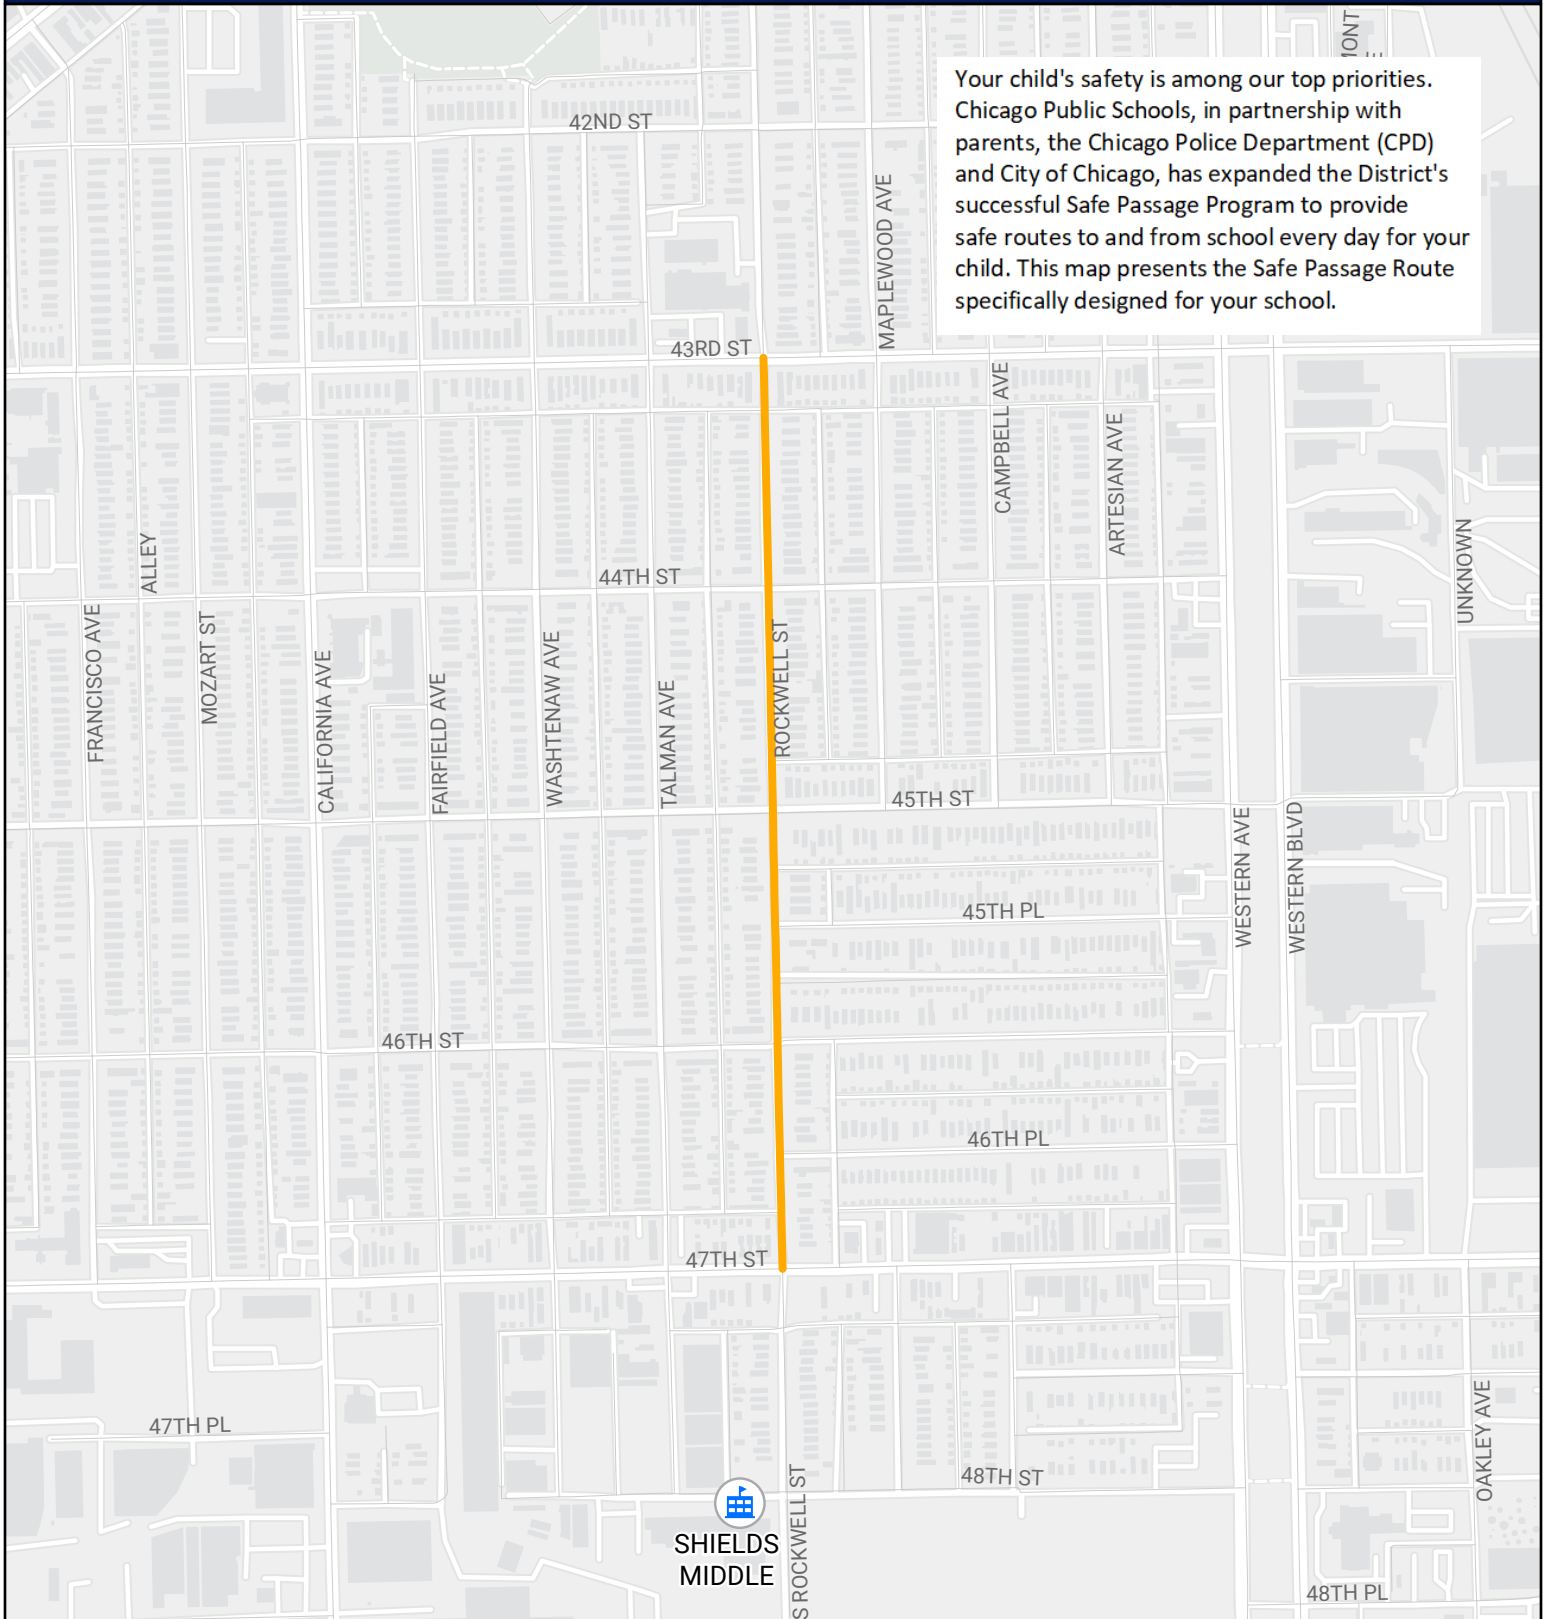 MONT
Your child's safety is among our top priorities.
Chicago Public Schools, in partnership with
parents, the Chicago Police Department (CPD)
and City of Chicago, has expanded the District's
successful Safe Passage Program to provide
safe routes to and from school every day for your
child. This map presents the Safe Passage Route
specifically designed for your school.
42ND ST
MAPLEWOOD AVE
43RD ST
CAMPBELL AVE
ARTESIAN AVE
ALLEY
44TH ST
UNKNOWN
FRANCISCO AVE
MOZART ST
CALIFORNIA AVE
FAIRFIELD AVE
WASHTENAW AVE
TALMAN AVE
ROCKWELL ST
45TH ST
WESTERN AVE
WESTERN BLVD
45TH PL
46TH ST
46TH PL
47TH ST
47TH PL
OAKLEY AVE
48TH ST
S ROCKWELL ST
SHIELDS
MIDDLE
48TH PL